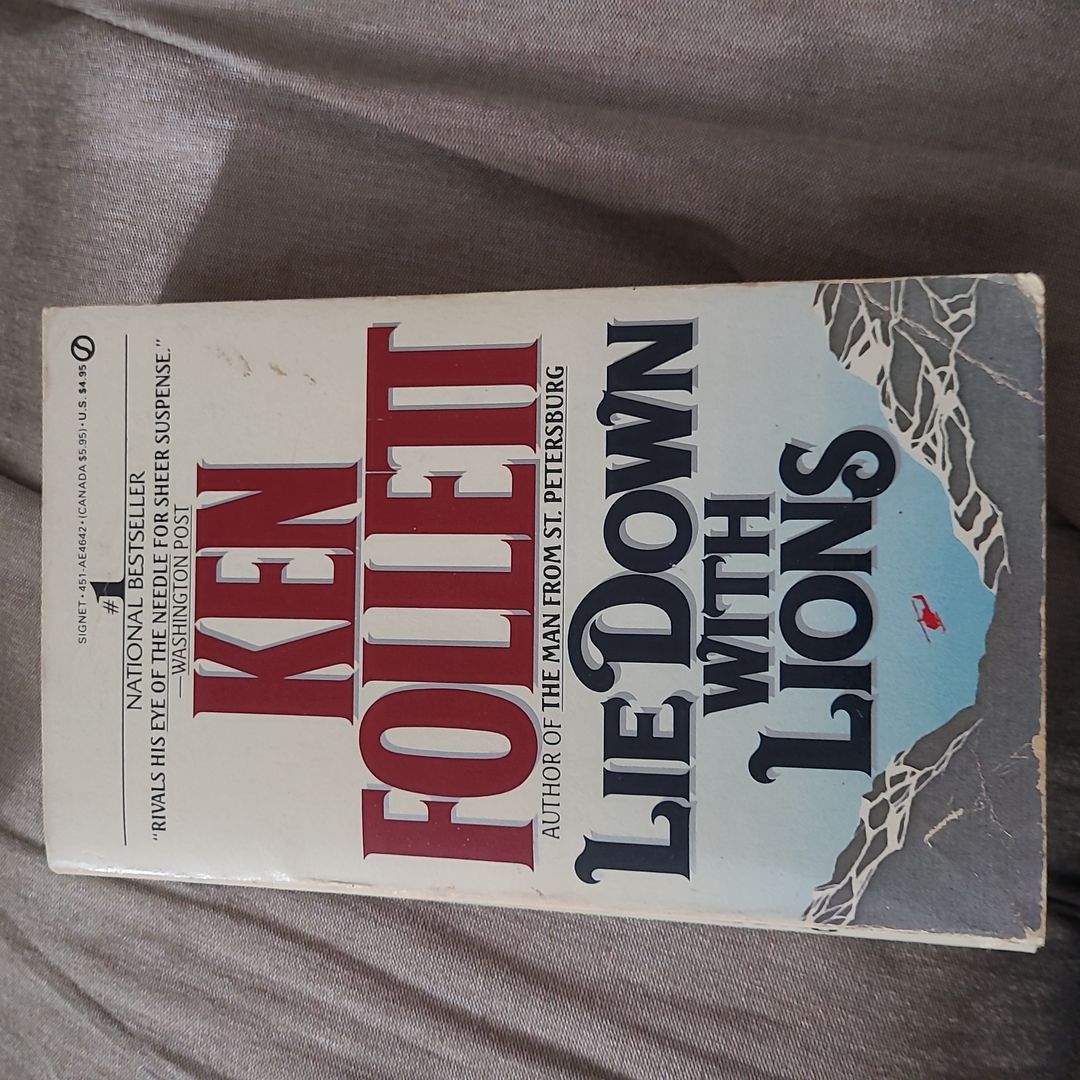 SIGNET • 451-AE4642 • (CANADA $5.95) • U.S. $4.95
#1
NATIONAL BESTSELLER
“RIVALS HIS EYE OF THE NEEDLE FOR SHEER SUSPENSE.”
—WASHINGTON POST
KEN
FOLLETT
AUTHOR OF THE MAN FROM ST. PETERSBURG
LIE DOWN
WITH
LIONS